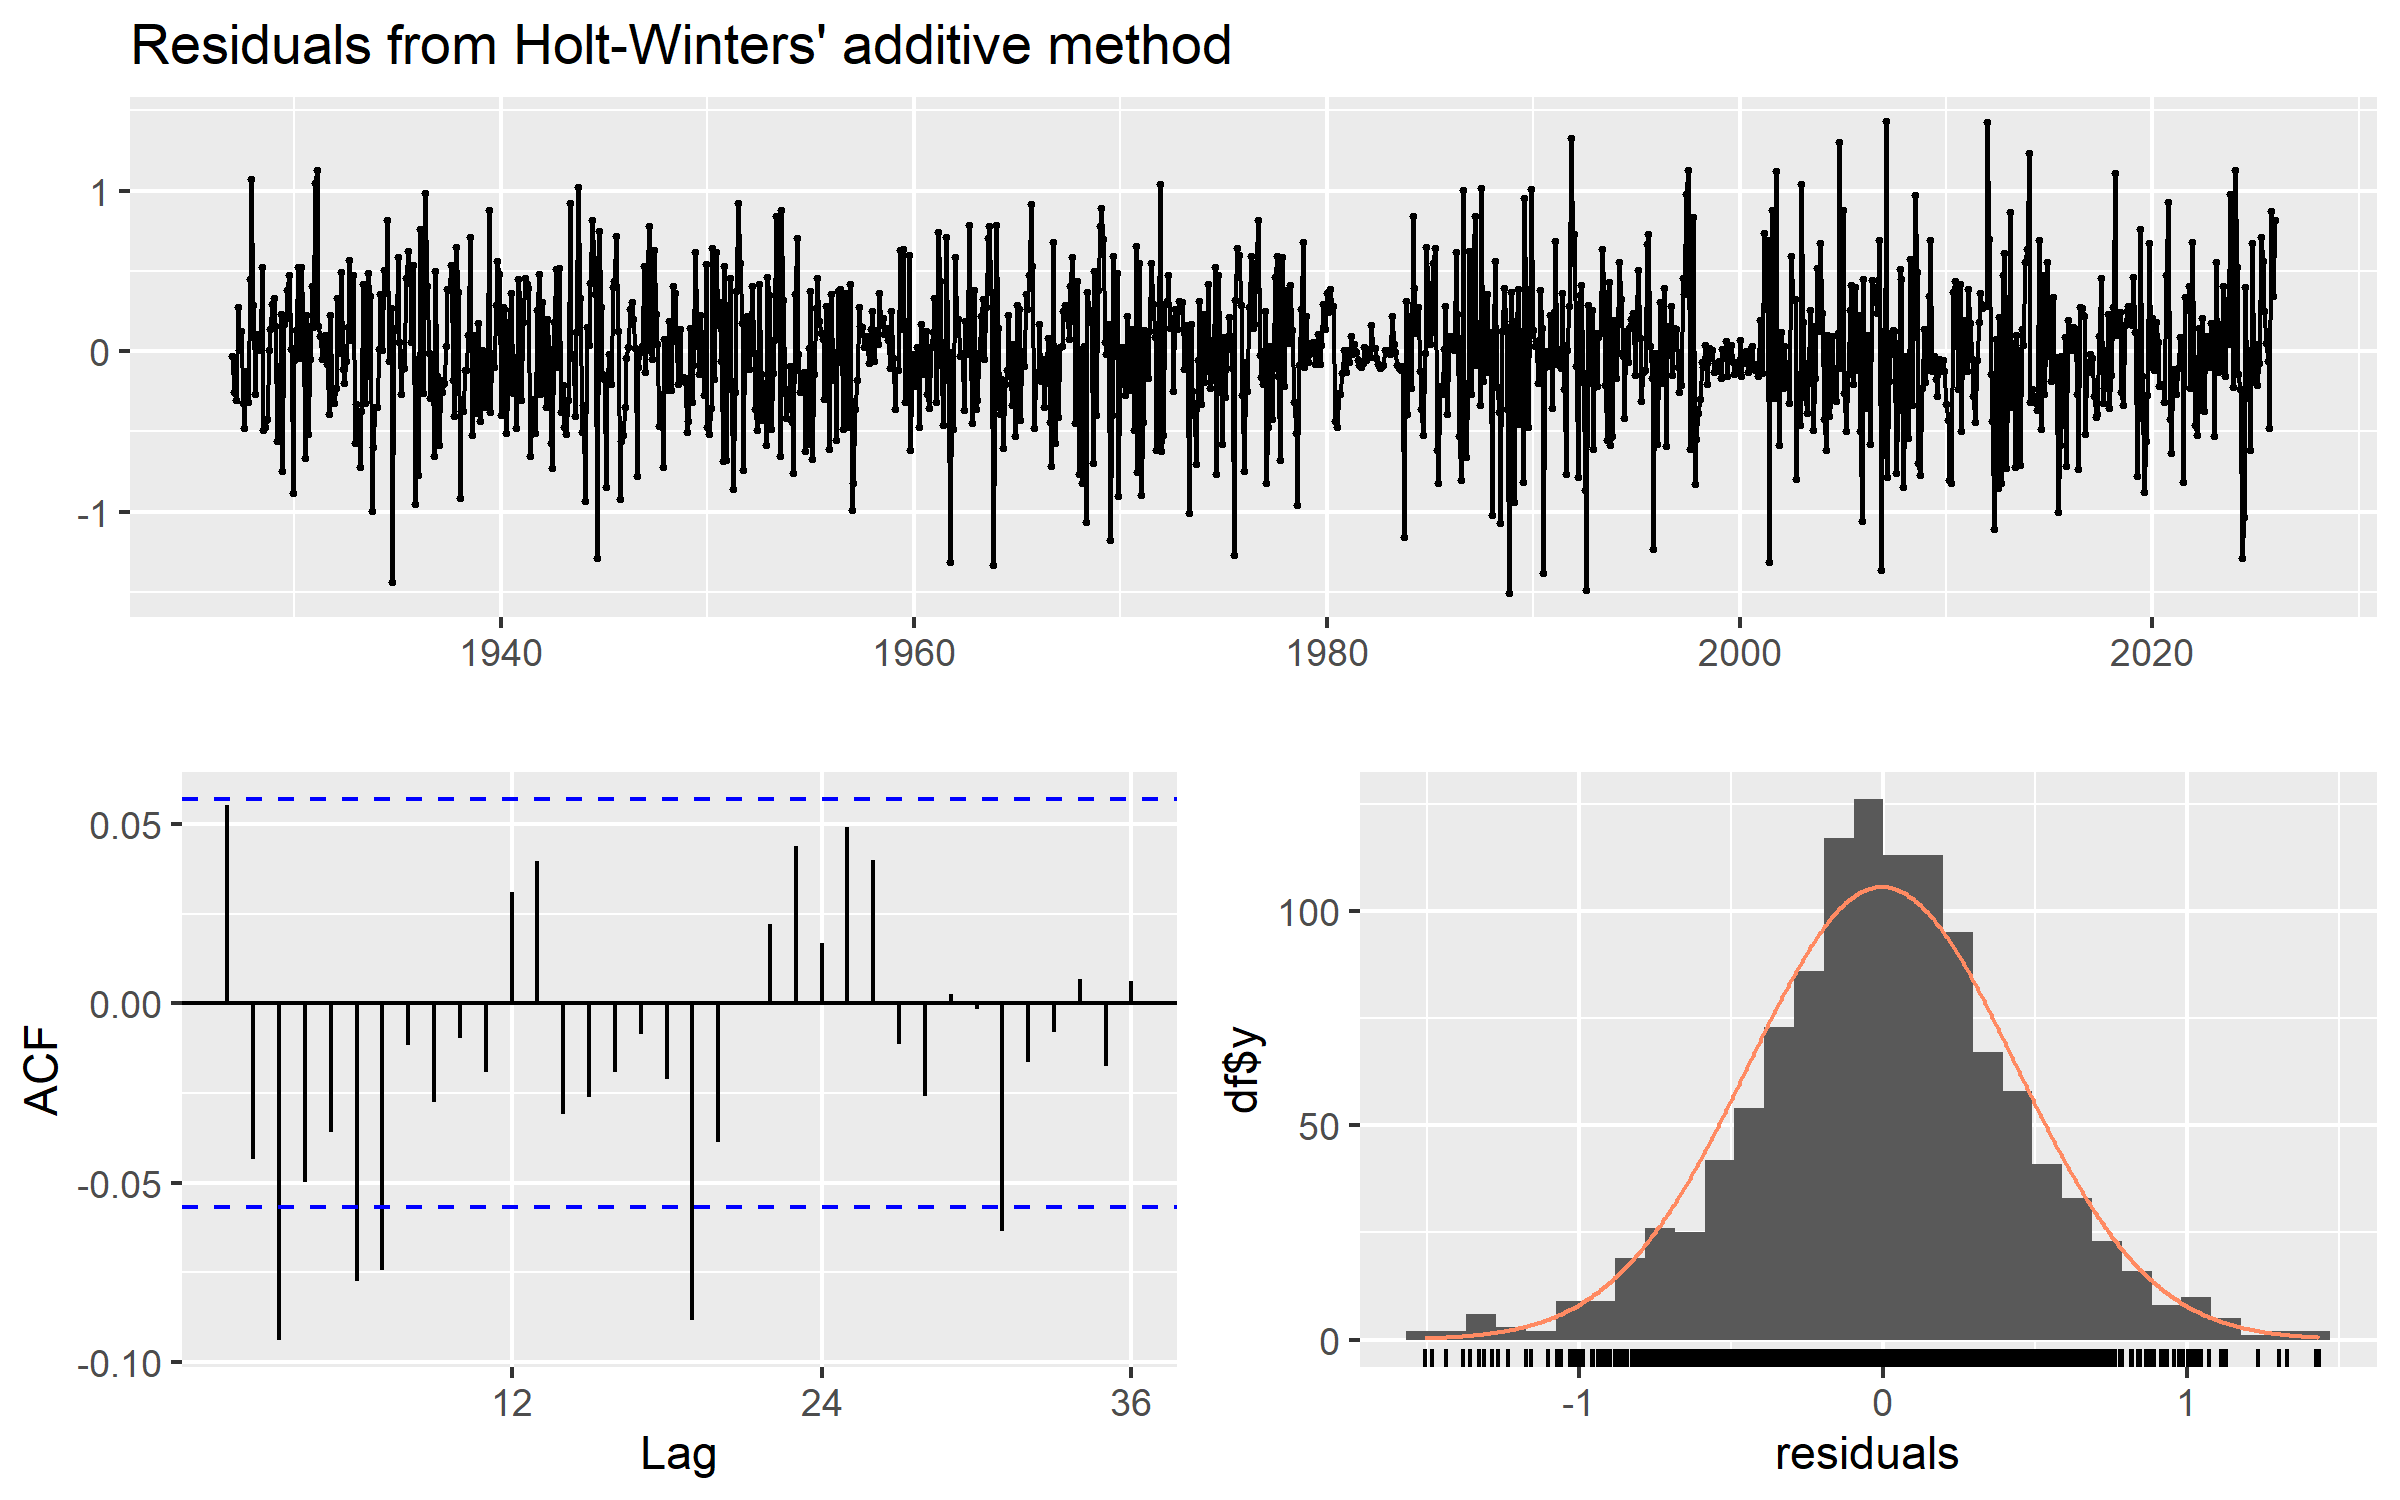 Residuals from Holt-Winters' additive method
1
0
-1
1940 1960 1980 2000 2020
0.05
0.00
-0.05
-0.10
ACF
12 24 36
Lag
100
50
0
df$y
-1 0 1
residuals